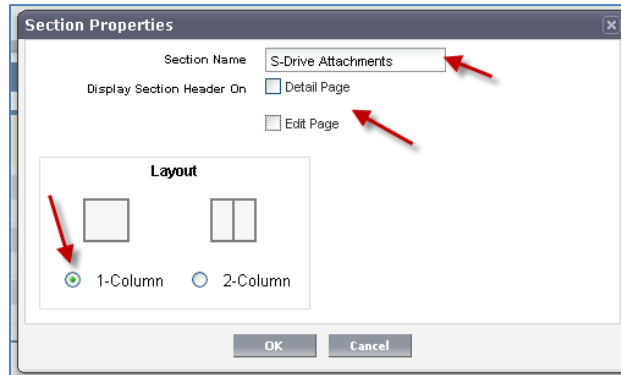 Section Properties
Section Name S-Drive Attachments
Display Section Header On Detail Page
Edit Page
Layout
1-Column 2-Column
OK Cancel